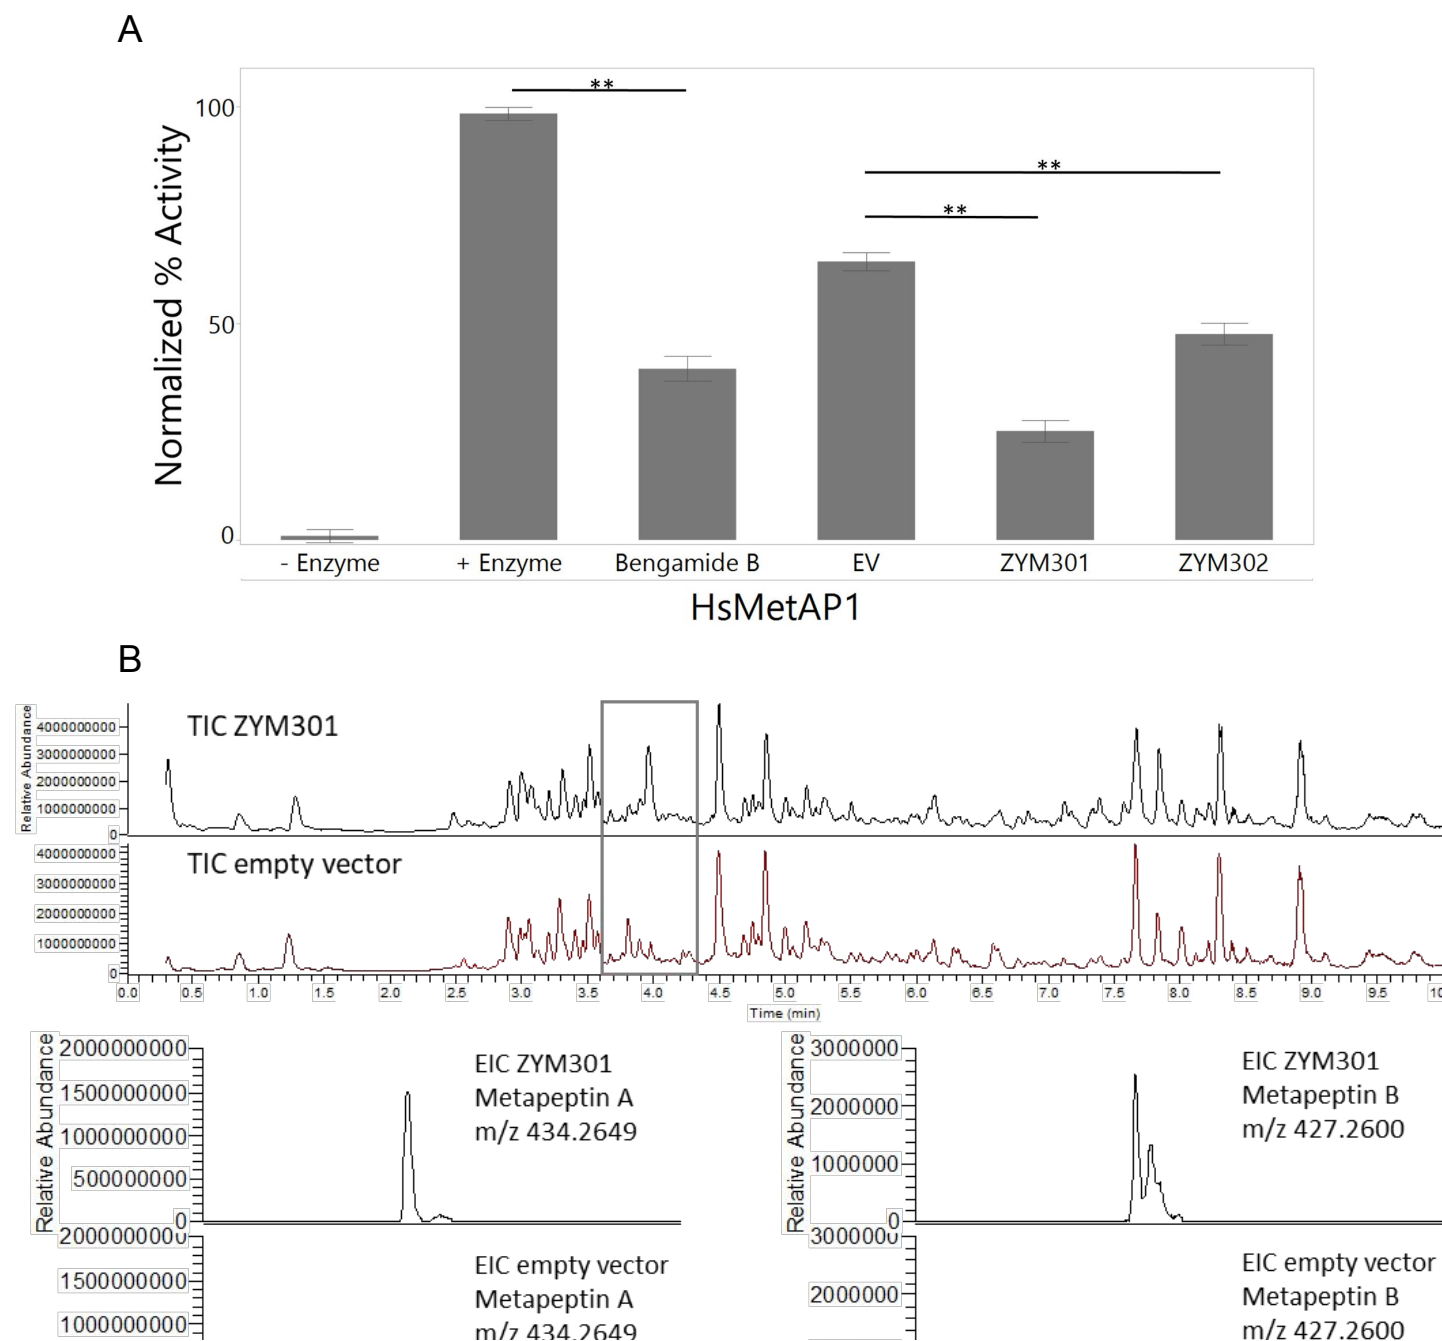 A
Normalized % Activity
100
50
0
**
**
**
- Enzyme + Enzyme Bengamide B EV ZYM301 ZYM302
HsMetAP1
B
Relative Abundance
4000000000
3000000000
2000000000
1000000000
0
TIC ZYM301
4000000000
3000000000
2000000000
1000000000
0
TIC empty vector
0.0 0.5 1.0 1.5 2.0 2.5 3.0 3.5 4.0 4.5 5.0 5.5 6.0 6.5 7.0 7.5 8.0 8.5 9.0 9.5 10
Time (min)
Relative Abundance
2000000000
1500000000
1000000000
500000000
0
EIC ZYM301
Metapeptin A
m/z 434.2649
Relative Abundance
3000000
2000000
1000000
0
EIC ZYM301
Metapeptin B
m/z 427.2600
2000000000
1500000000
1000000000
EIC empty vector
Metapeptin A
m/z 434.2649
3000000
2000000
EIC empty vector
Metapeptin B
m/z 427.2600